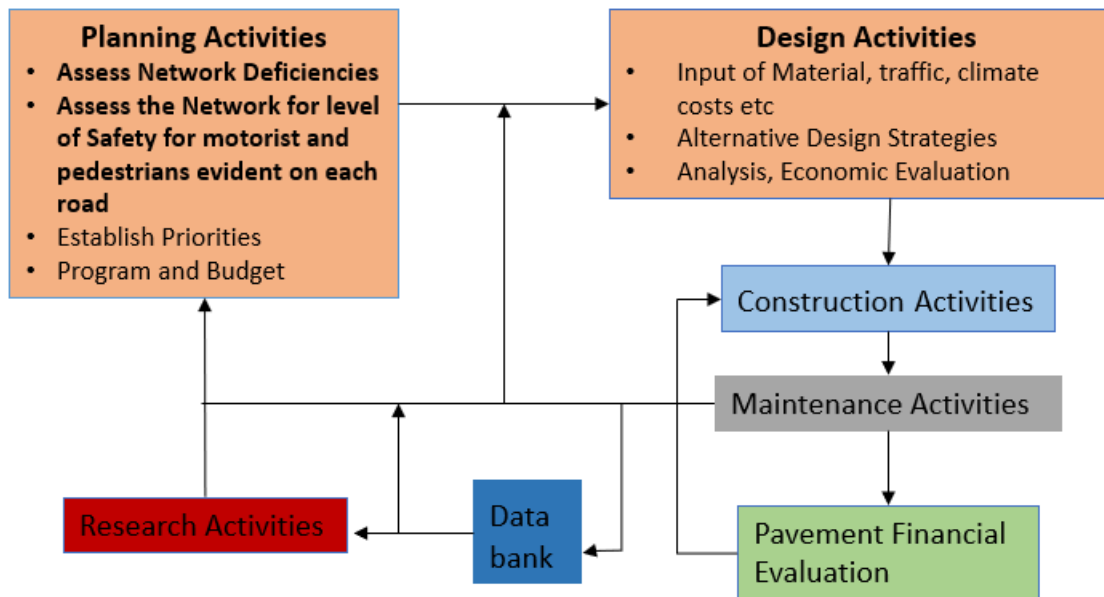 Planning Activities
• Assess Network Deficiencies
• Assess the Network for level
of Safety for motorist and
pedestrians evident on each
road
• Establish Priorities
• Program and Budget
Design Activities
• Input of Material, traffic, climate
costs etc
• Alternative Design Strategies
• Analysis, Economic Evaluation
Construction Activities
Maintenance Activities
Research Activities
Data
bank
Pavement Financial
Evaluation